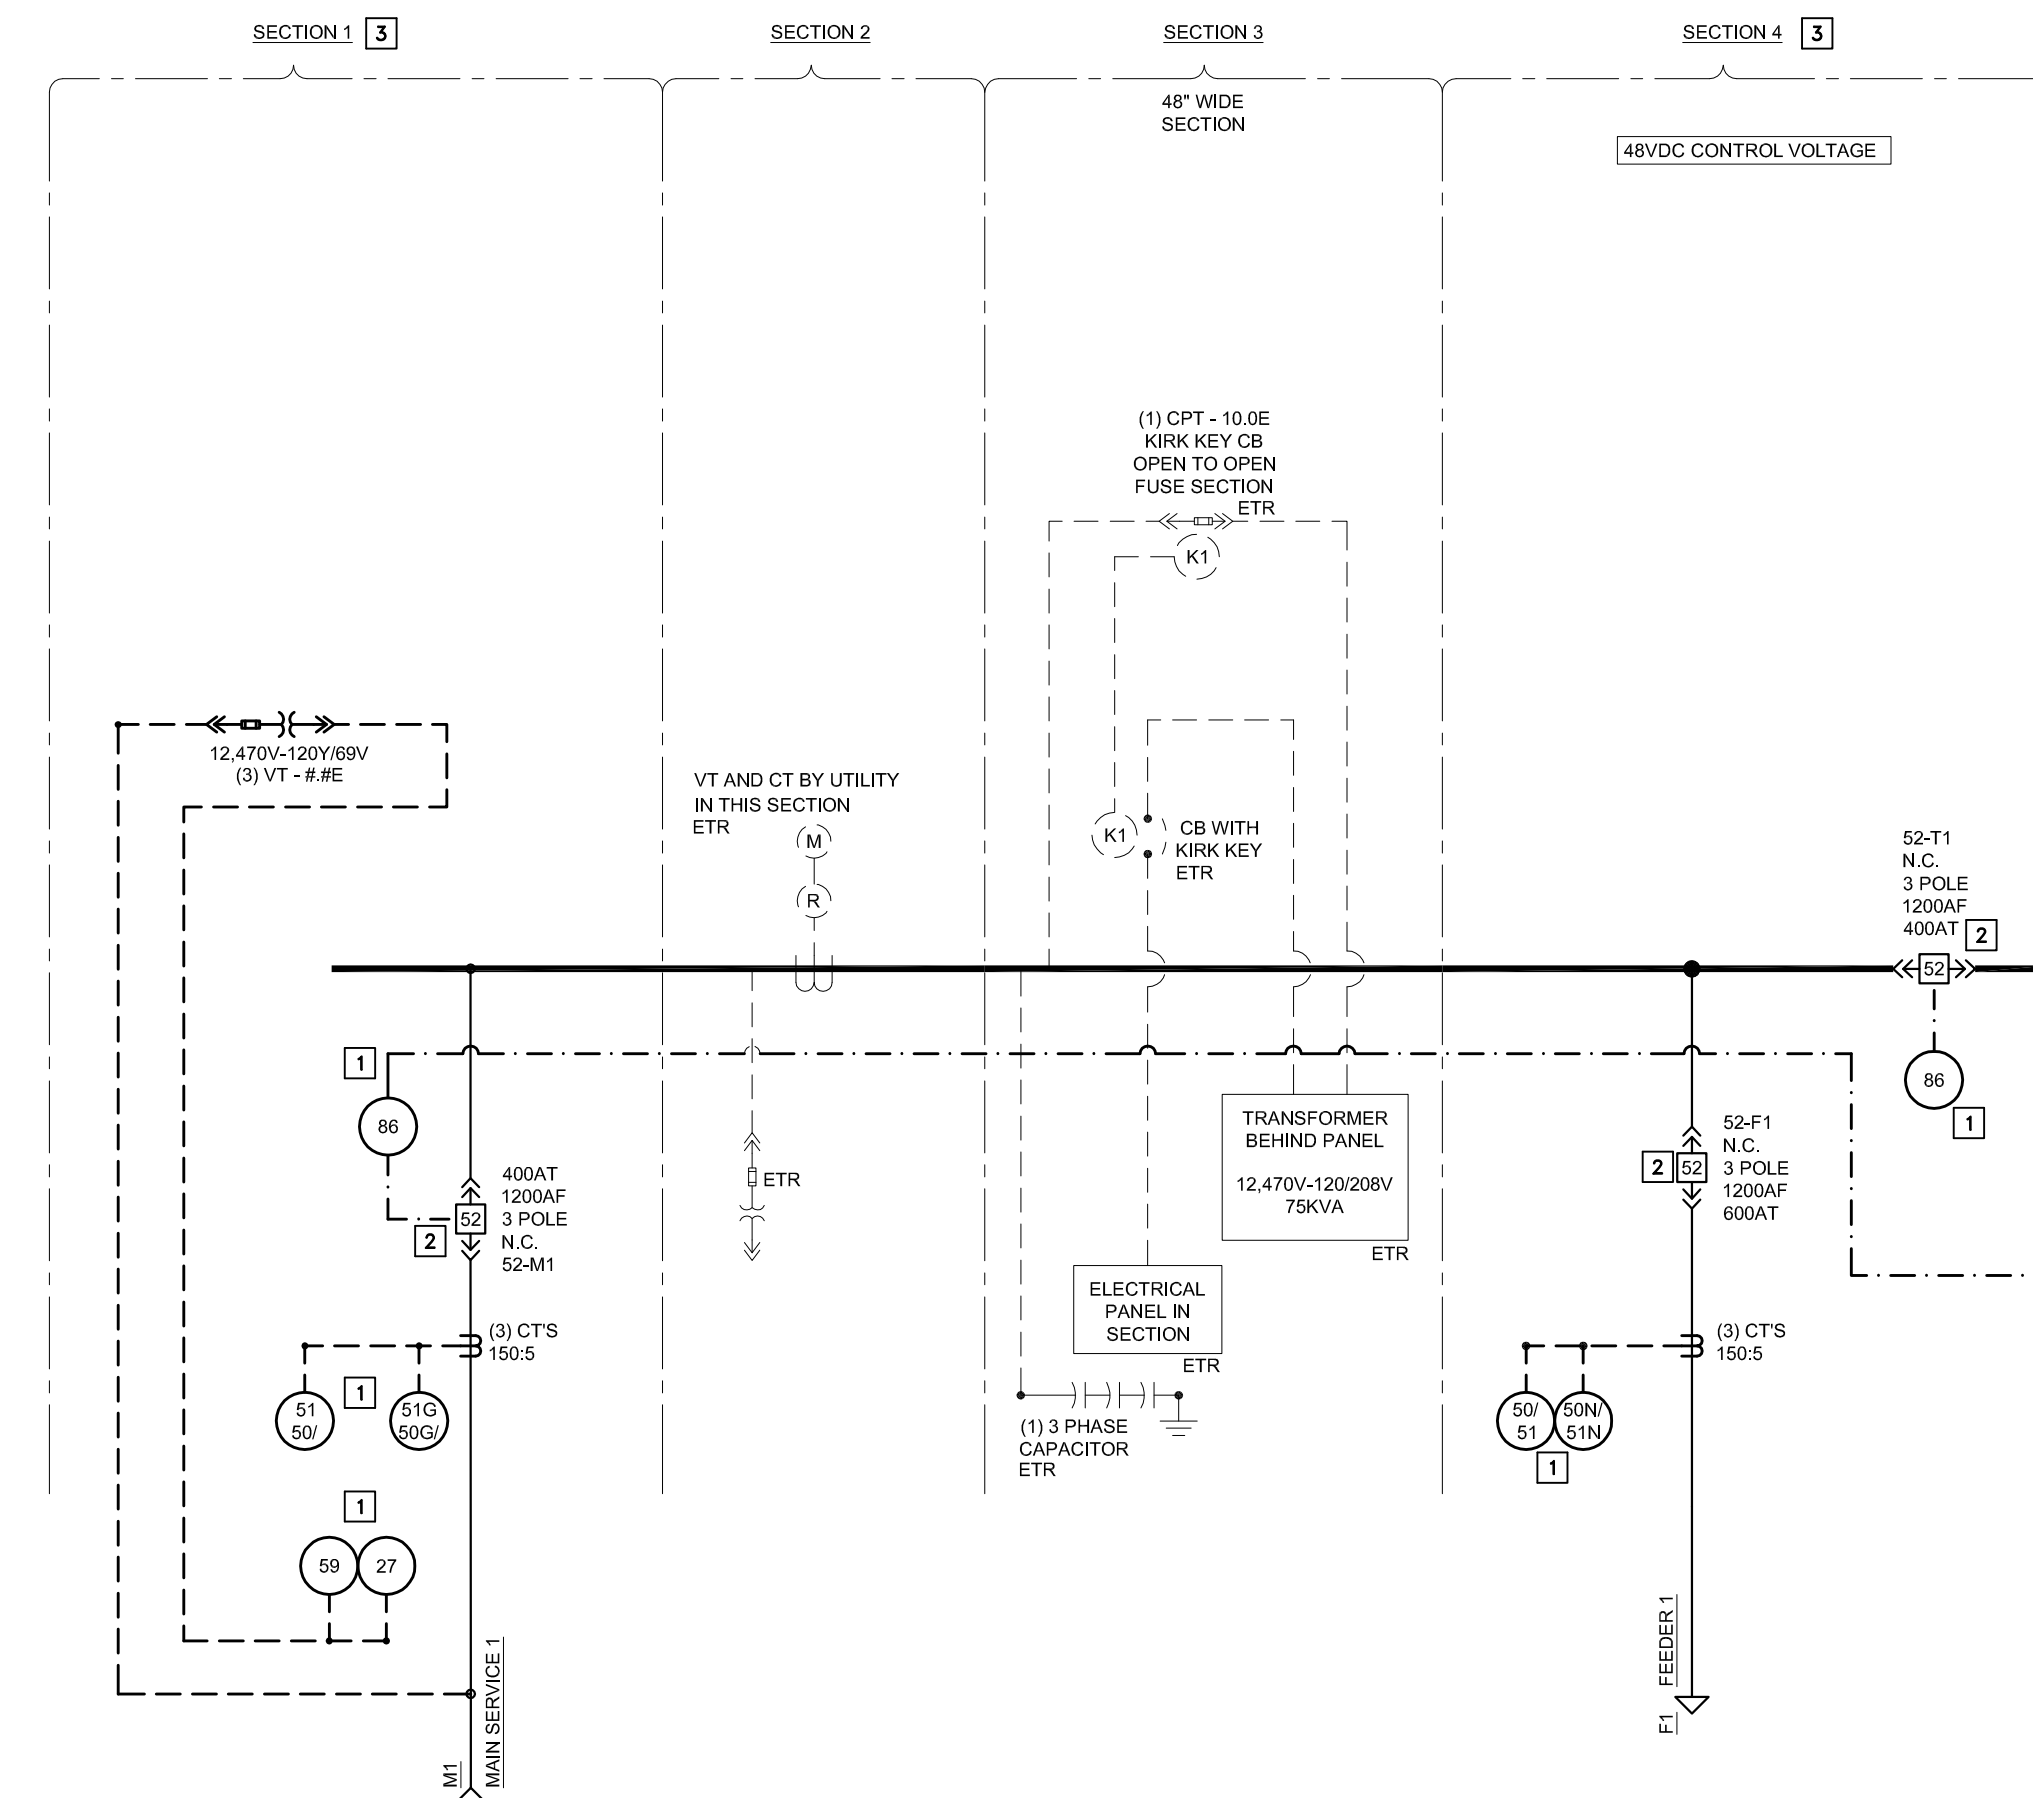 SECTION 1 3
SECTION 2
SECTION 3
SECTION 4 3
48" WIDE
SECTION
48VDC CONTROL VOLTAGE
(1) CPT - 10.0E
KIRK KEY CB
OPEN TO OPEN
FUSE SECTION
ETR
K1
12,470V-120Y/69V
(3) VT - #.#E
VT AND CT BY UTILITY
IN THIS SECTION
ETR
M
R
K1
CB WITH
KIRK KEY
ETR
52-T1
N.C.
3 POLE
1200AF
400AT
2
52
86
1
1
86
400AT
1200AF
3 POLE
N.C.
52-M1
52
2
ETR
TRANSFORMER
BEHIND PANEL
12,470V-120/208V
75KVA
ETR
52-F1
N.C.
3 POLE
1200AF
600AT
2
52
ELECTRICAL
PANEL IN
SECTION
ETR
(3) CT'S
150:5
51
50/
1
51G
50G/
(1) 3 PHASE
CAPACITOR
ETR
(3) CT'S
150:5
50/
51
50N/
51N
1
1
59
27
MAIN SERVICE 1
M1
FEEDER 1
F1